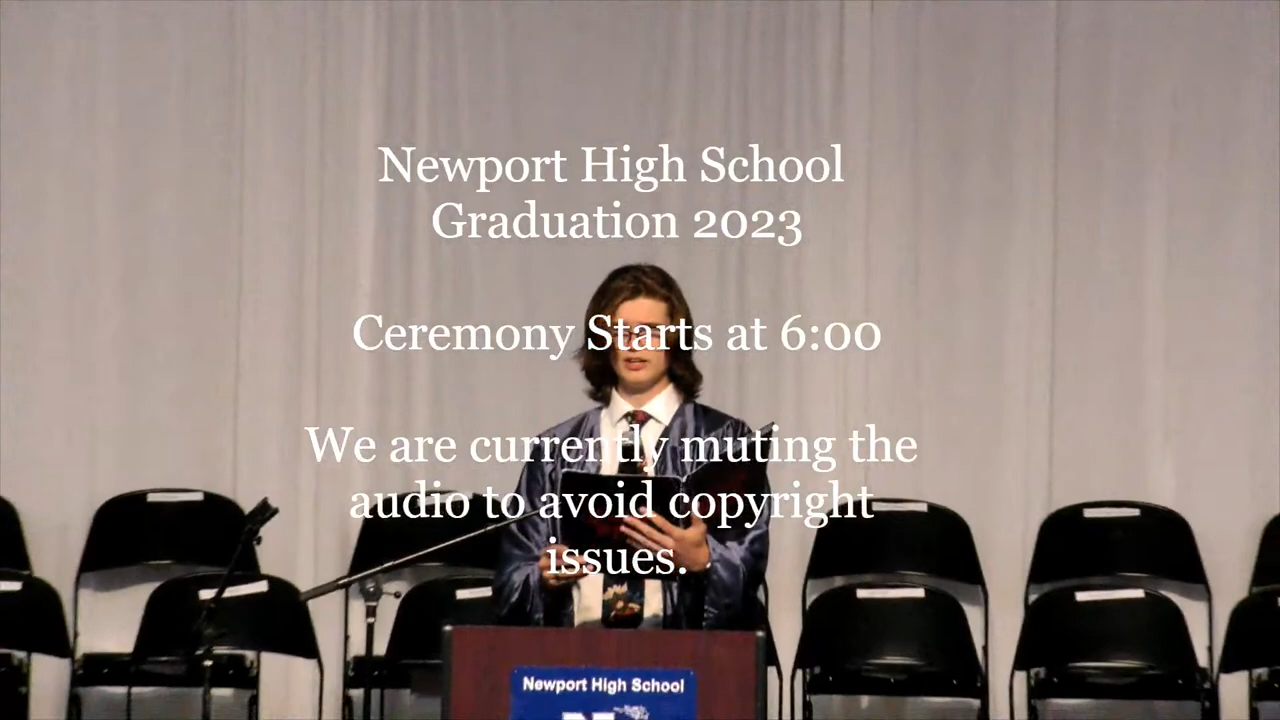 Newport High School
Graduation 2023
Ceremony Starts at 6:00
We are currently muting the
audio to avoid copyright
issues.
Newport High School
N